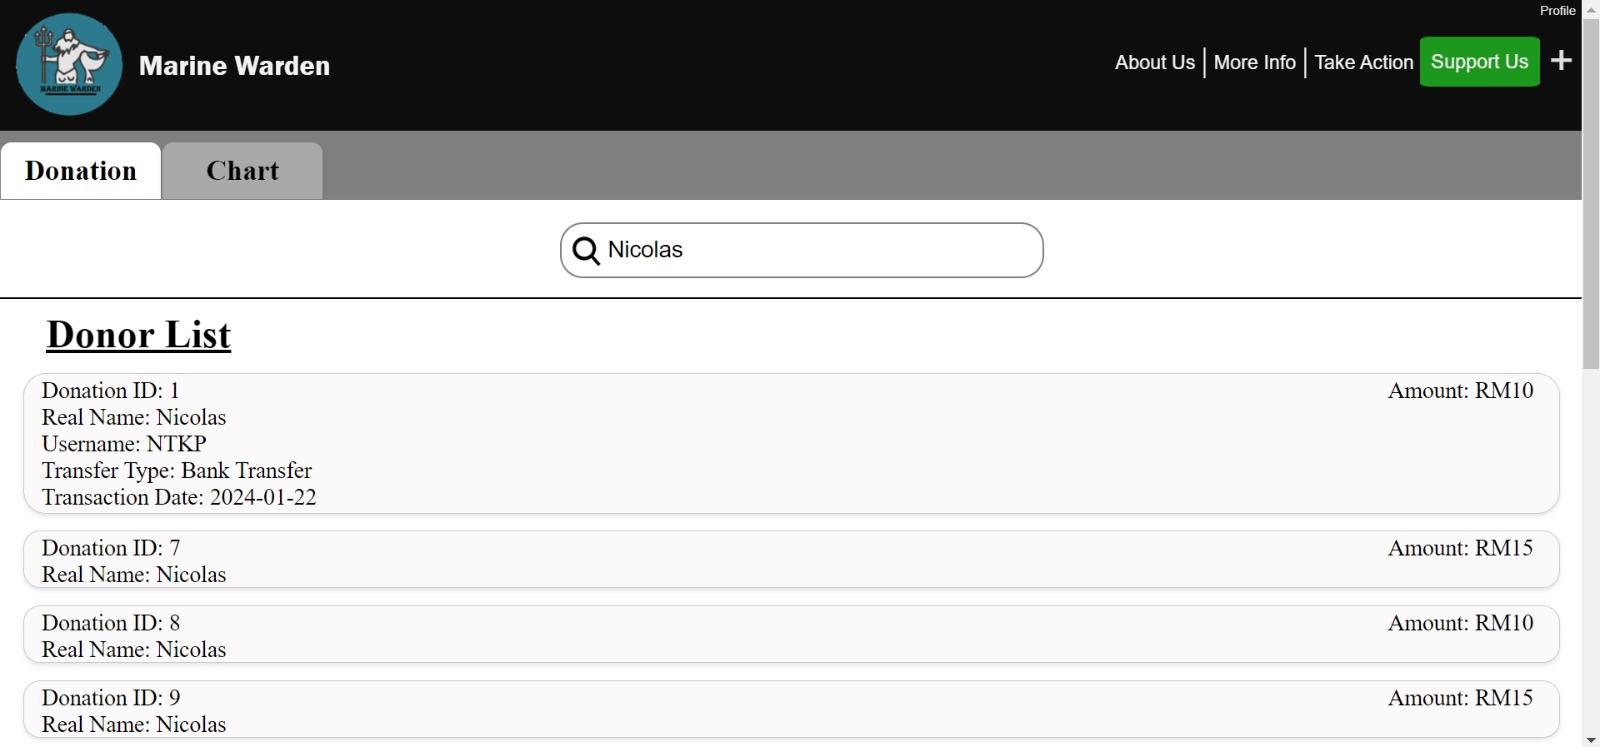 Profile
MARINE WARDEN
Marine Warden
About Us
More Info
Take Action
Support Us
+
Donation
Chart
Nicolas
Donor List
Donation ID: 1
Amount: RM10
Real Name: Nicolas
Username: NTKP
Transfer Type: Bank Transfer
Transaction Date: 2024-01-22
Donation ID: 7
Amount: RM15
Real Name: Nicolas
Donation ID: 8
Amount: RM10
Real Name: Nicolas
Donation ID: 9
Amount: RM15
Real Name: Nicolas